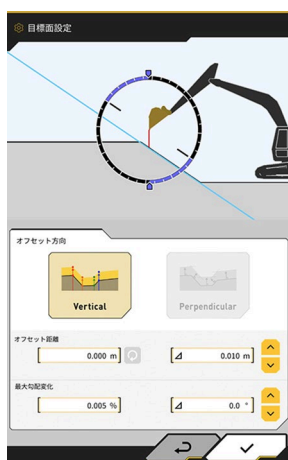 目標面設定
オフセット方向
Vertical
Perpendicular
オフセット距離
0.000 m
0.010 m
最大勾配変化
0.005 %
0.0 °